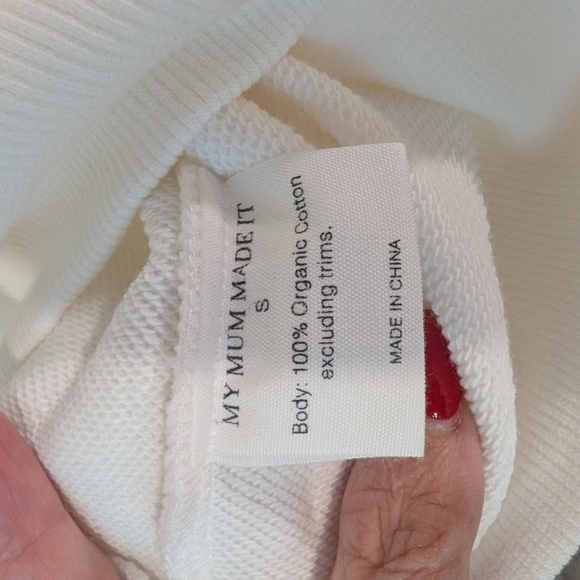 MY MUM MADE IT
S
Body: 100% Organic Cotton
excluding trims.
MADE IN CHINA